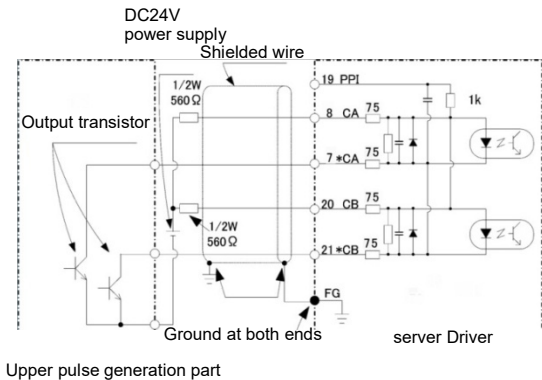 DC24V
power supply
Shielded wire
19 PPI
1/2W
560Ω
1k
8 CA 75
Output transistor
7 *CA 75
20 CB 75
1/2W
560Ω
21 *CB 75
FG
Ground at both ends
server Driver
Upper pulse generation part